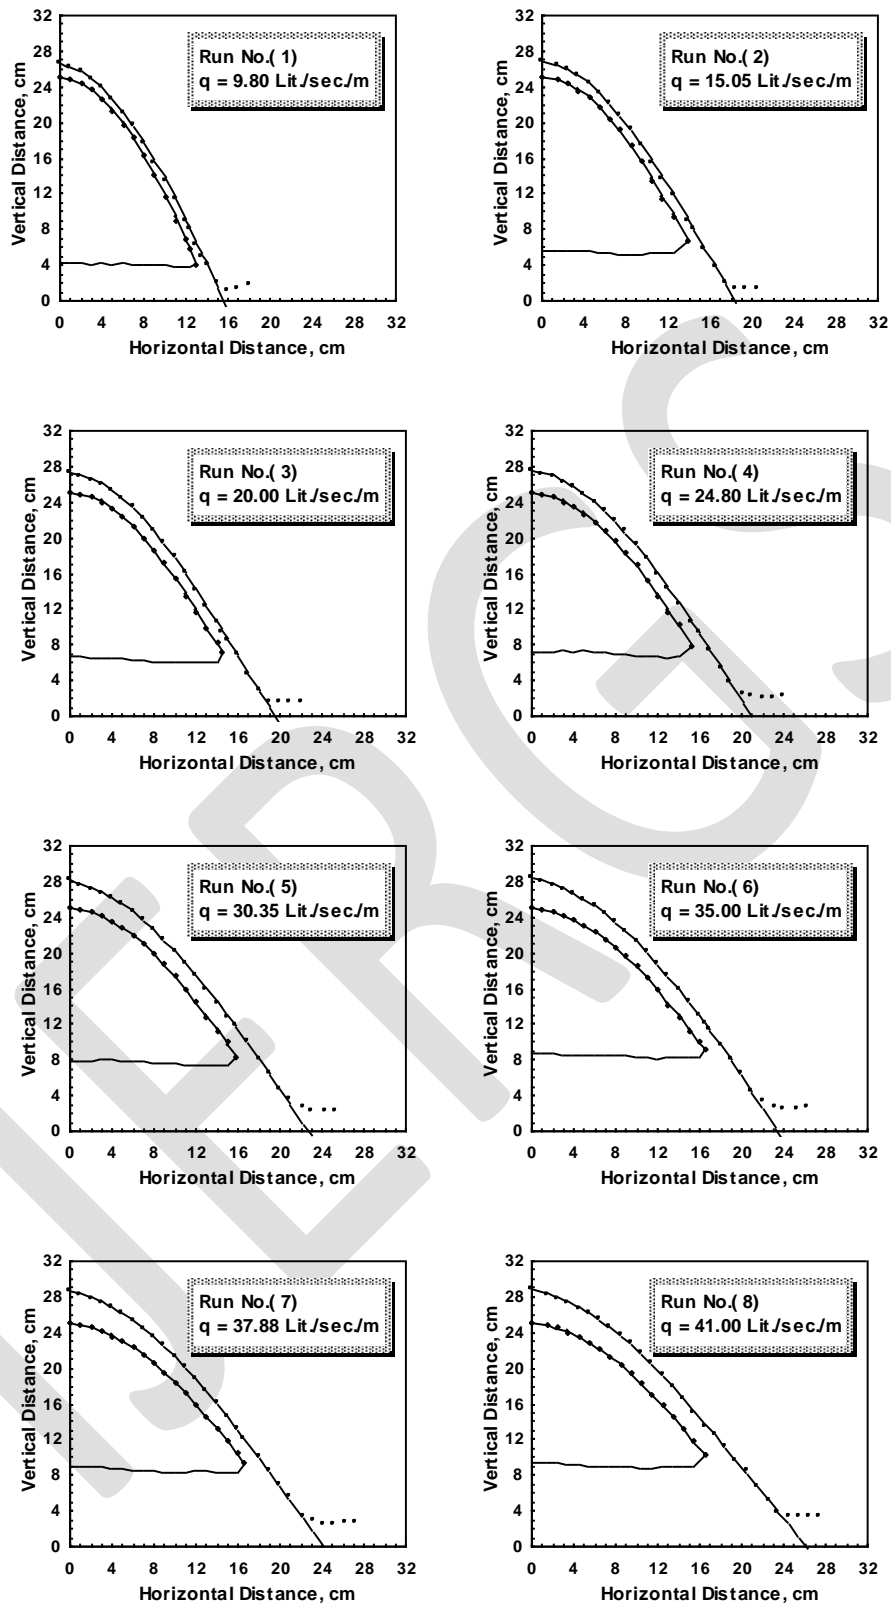 32
28
24
20
16
12
8
4
0
Vertical Distance, cm
Run No.( 1)
q = 9.80 Lit./sec./m
0 4 8 12 16 20 24 28 32
Horizontal Distance, cm
32
28
24
20
16
12
8
4
0
Vertical Distance, cm
Run No.( 2)
q = 15.05 Lit./sec./m
0 4 8 12 16 20 24 28 32
Horizontal Distance, cm
32
28
24
20
16
12
8
4
0
Vertical Distance, cm
Run No.( 3)
q = 20.00 Lit./sec./m
0 4 8 12 16 20 24 28 32
Horizontal Distance, cm
32
28
24
20
16
12
8
4
0
Vertical Distance, cm
Run No.( 4)
q = 24.80 Lit./sec./m
0 4 8 12 16 20 24 28 32
Horizontal Distance, cm
32
28
24
20
16
12
8
4
0
Vertical Distance, cm
Run No.( 5)
q = 30.35 Lit./sec./m
0 4 8 12 16 20 24 28 32
Horizontal Distance, cm
32
28
24
20
16
12
8
4
0
Vertical Distance, cm
Run No.( 6)
q = 35.00 Lit./sec./m
0 4 8 12 16 20 24 28 32
Horizontal Distance, cm
32
28
24
20
16
12
8
4
0
Vertical Distance, cm
Run No.( 7)
q = 37.88 Lit./sec./m
0 4 8 12 16 20 24 28 32
Horizontal Distance, cm
32
28
24
20
16
12
8
4
0
Vertical Distance, cm
Run No.( 8)
q = 41.00 Lit./sec./m
0 4 8 12 16 20 24 28 32
Horizontal Distance, cm
IJERGS